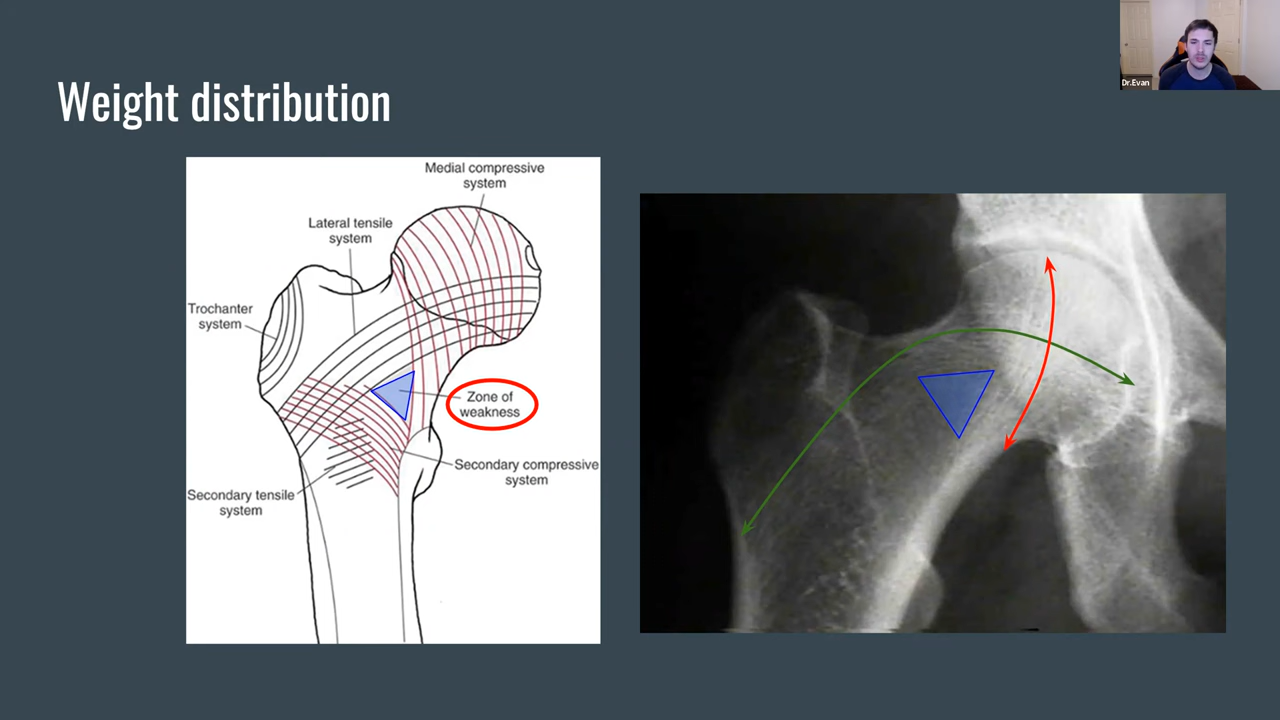 Dr.Evan
Weight distribution
Medial compressive
system
Lateral tensile
system
Trochanter
system
Zone of
weakness
Secondary compressive
system
Secondary tensile
system